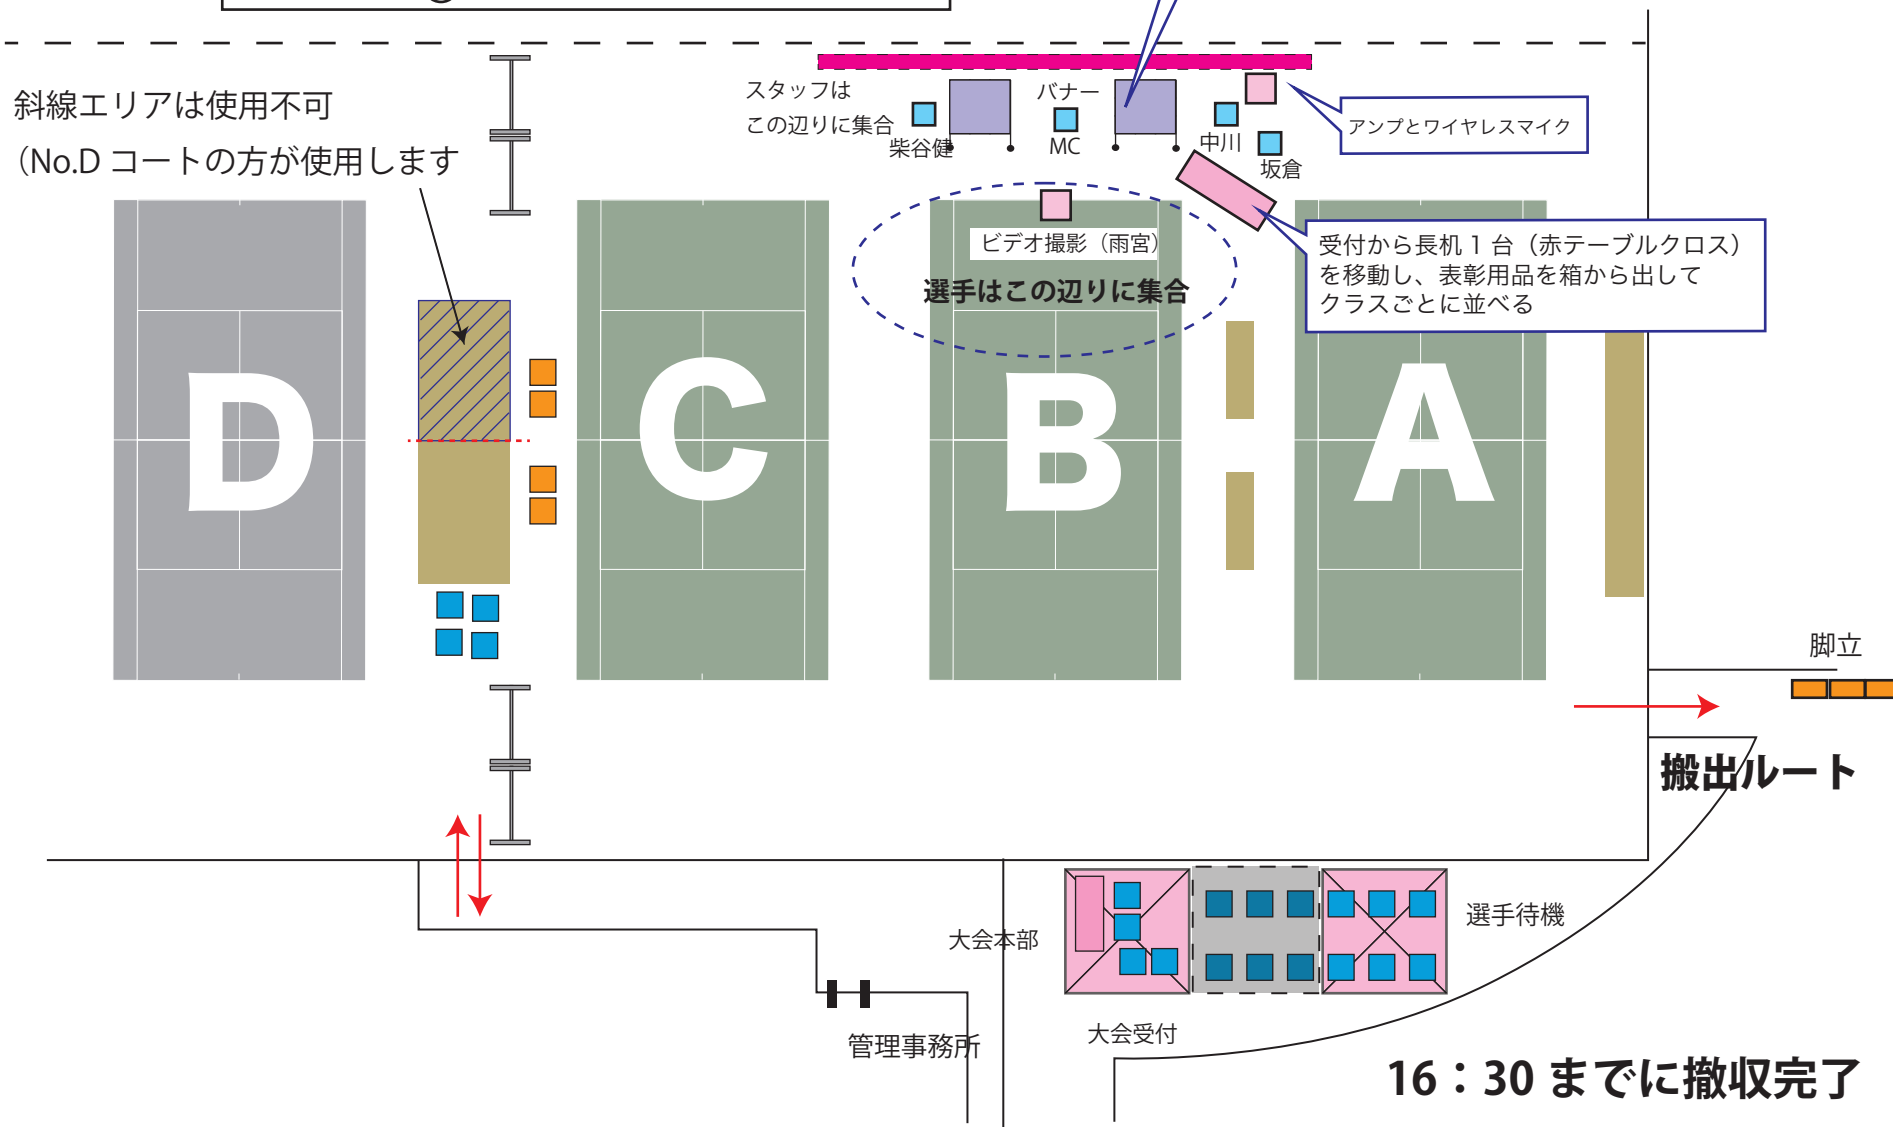 斜線エリアは使用不可
（No.D コートの方が使用します
スタッフは
この辺りに集合
柴谷健
バナー
MC
中川
坂倉
アンプとワイヤレスマイク
ビデオ撮影（雨宮）
選手はこの辺りに集合
受付から長机 1 台（赤テーブルクロス）
を移動し、表彰用品を箱から出して
クラスごとに並べる
D
C
B
A
脚立
搬出ルート
大会本部
選手待機
大会受付
管理事務所
16：30 までに撤収完了